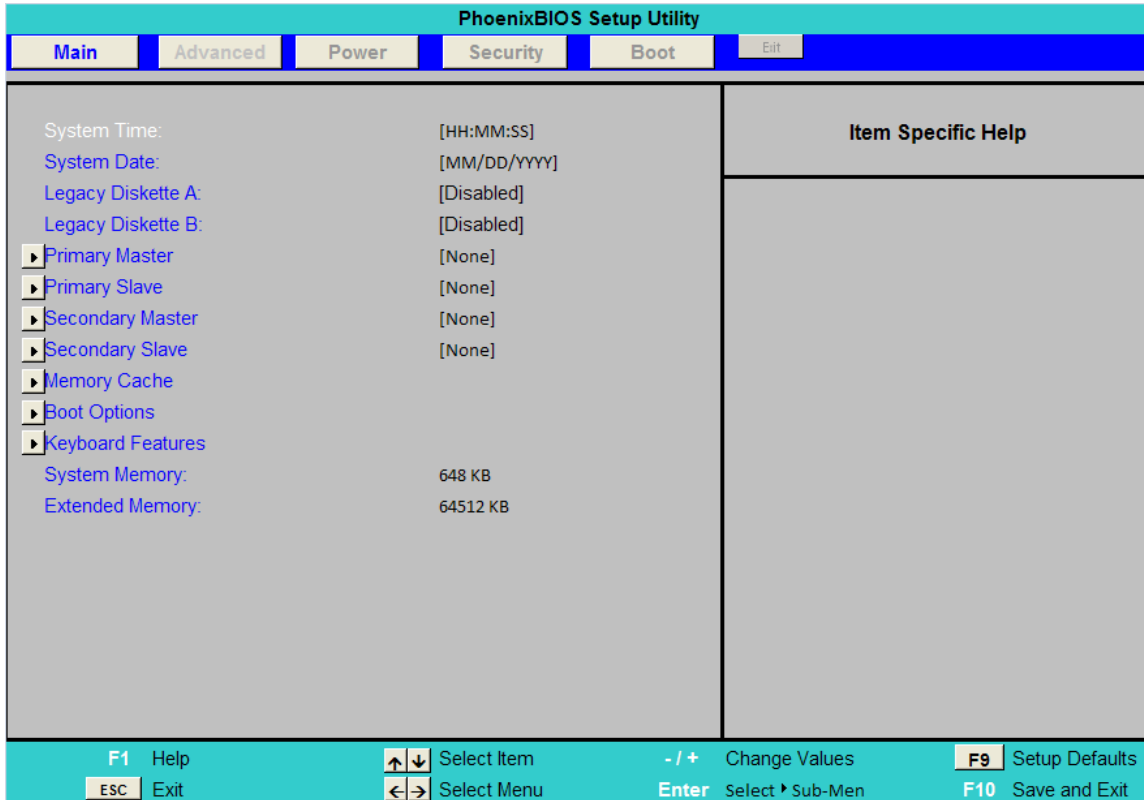 PhoenixBIOS Setup Utility
Main Advanced Power Security Boot Exit
System Time: [HH:MM:SS]
System Date: [MM/DD/YYYY]
Legacy Diskette A: [Disabled]
Legacy Diskette B: [Disabled]
Primary Master [None]
Primary Slave [None]
Secondary Master [None]
Secondary Slave [None]
Memory Cache
Boot Options
Keyboard Features
System Memory: 648 KB
Extended Memory: 64512 KB
Item Specific Help
F1 Help ↑↓ Select Item - / + Change Values F9 Setup Defaults
ESC Exit ←→ Select Menu Enter Select ▸ Sub-Men F10 Save and Exit